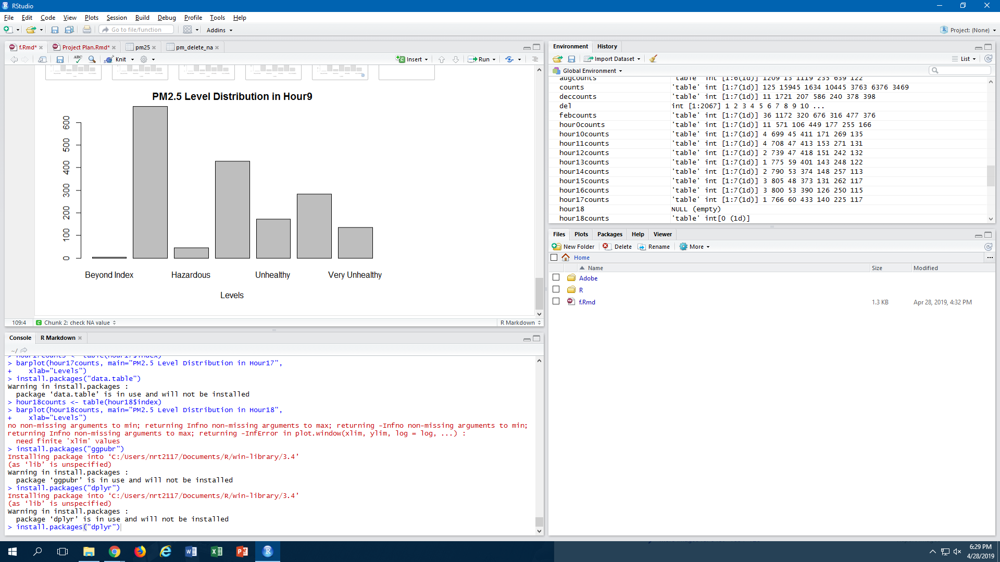 RStudio
File Edit Code View Plots Session Build Debug Profile Tools Help
Go to file/function
Addins
Project: (None)
f.Rmd*
Project Plan.Rmd*
pm25
pm_delete_na
ABC
Knit
Insert
Run
PM2.5 Level Distribution in Hour9
600
500
400
300
200
100
0
Beyond Index Hazardous Unhealthy Very Unhealthy
Levels
109:4
Chunk 2: check NA value
R Markdown
Console R Markdown
~/
> hour17counts <- table(hour17$index)
> barplot(hour17counts, main="PM2.5 Level Distribution in Hour17",
+ xlab="Levels")
> install.packages("data.table")
Warning in install.packages :
package ‘data.table’ is in use and will not be installed
> hour18counts <- table(hour18$index)
> barplot(hour18counts, main="PM2.5 Level Distribution in Hour18",
+ xlab="Levels")
no non-missing arguments to min; returning Infno non-missing arguments to max; returning -Infno non-missing arguments to min;
returning Infno non-missing arguments to max; returning -InfError in plot.window(xlim, ylim, log = log, ...) :
need finite 'xlim' values
> install.packages("ggpubr")
Installing package into ‘C:/Users/nrt2117/Documents/R/win-library/3.4’
(as ‘lib’ is unspecified)
Warning in install.packages :
package ‘ggpubr’ is in use and will not be installed
> install.packages("dplyr")
Installing package into ‘C:/Users/nrt2117/Documents/R/win-library/3.4’
(as ‘lib’ is unspecified)
Warning in install.packages :
package ‘dplyr’ is in use and will not be installed
> install.packages("dplyr")
Environment History
Import Dataset
List
Global Environment
augcounts 'table' int [1:6(1d)] 1209 13 1119 235 639 122
counts 'table' int [1:7(1d)] 125 15945 1634 10445 3763 6376 3469
deccounts 'table' int [1:7(1d)] 11 1721 207 586 240 378 398
del int [1:2067] 1 2 3 4 5 6 7 8 9 10 ...
febcounts 'table' int [1:7(1d)] 36 1172 320 676 316 477 376
hour0counts 'table' int [1:7(1d)] 11 571 106 449 177 255 166
hour10counts 'table' int [1:7(1d)] 4 699 45 411 171 269 135
hour11counts 'table' int [1:7(1d)] 4 708 47 413 153 271 131
hour12counts 'table' int [1:7(1d)] 2 739 47 418 151 242 132
hour13counts 'table' int [1:7(1d)] 1 775 59 401 143 248 122
hour14counts 'table' int [1:7(1d)] 2 790 53 374 148 257 113
hour15counts 'table' int [1:7(1d)] 3 805 48 373 131 262 117
hour16counts 'table' int [1:7(1d)] 3 800 53 390 126 250 115
hour17counts 'table' int [1:7(1d)] 1 766 60 433 140 225 117
hour18 NULL (empty)
hour18counts 'table' int[0 (1d)]
Files Plots Packages Help Viewer
New Folder Delete Rename More
Home
...
Name Size Modified
Adobe
R
f.Rmd 1.3 KB Apr 28, 2019, 4:32 PM
6:29 PM
4/28/2019